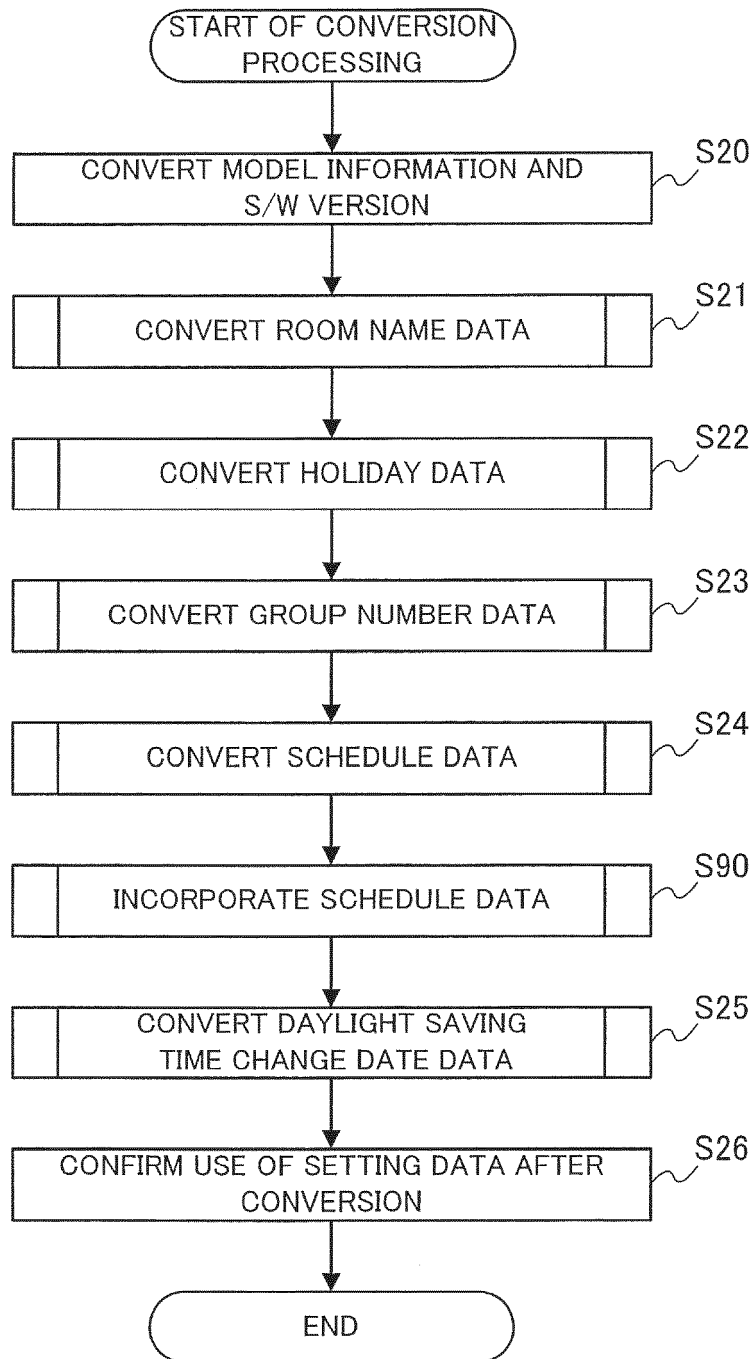 START OF CONVERSION
PROCESSING
CONVERT MODEL INFORMATION AND
S/W VERSION
S20
CONVERT ROOM NAME DATA
S21
CONVERT HOLIDAY DATA
S22
CONVERT GROUP NUMBER DATA
S23
CONVERT SCHEDULE DATA
S24
INCORPORATE SCHEDULE DATA
S90
CONVERT DAYLIGHT SAVING
TIME CHANGE DATE DATA
S25
CONFIRM USE OF SETTING DATA AFTER
CONVERSION
S26
END